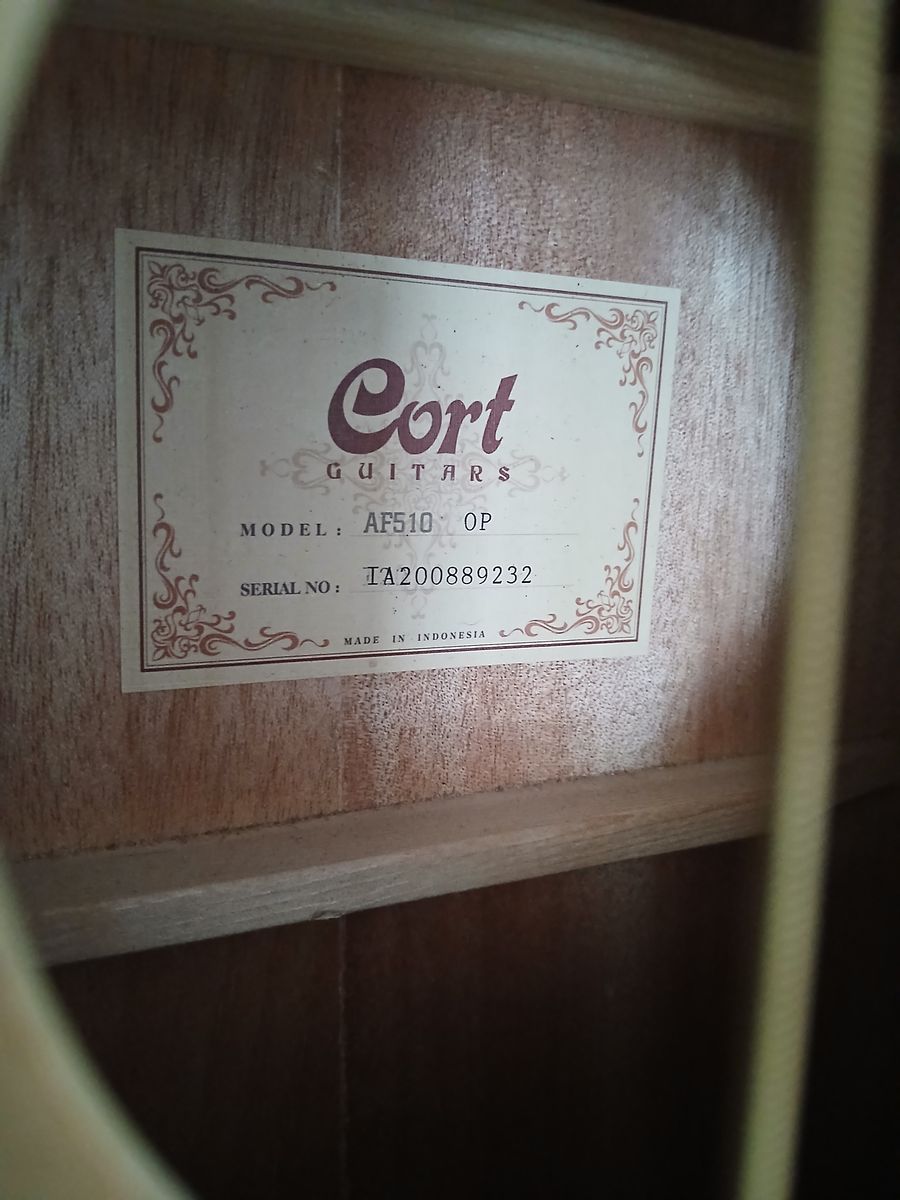 Cort
GUITARS
MODEL: AF510 OP
SERIAL NO: IA200889232
MADE IN INDONESIA